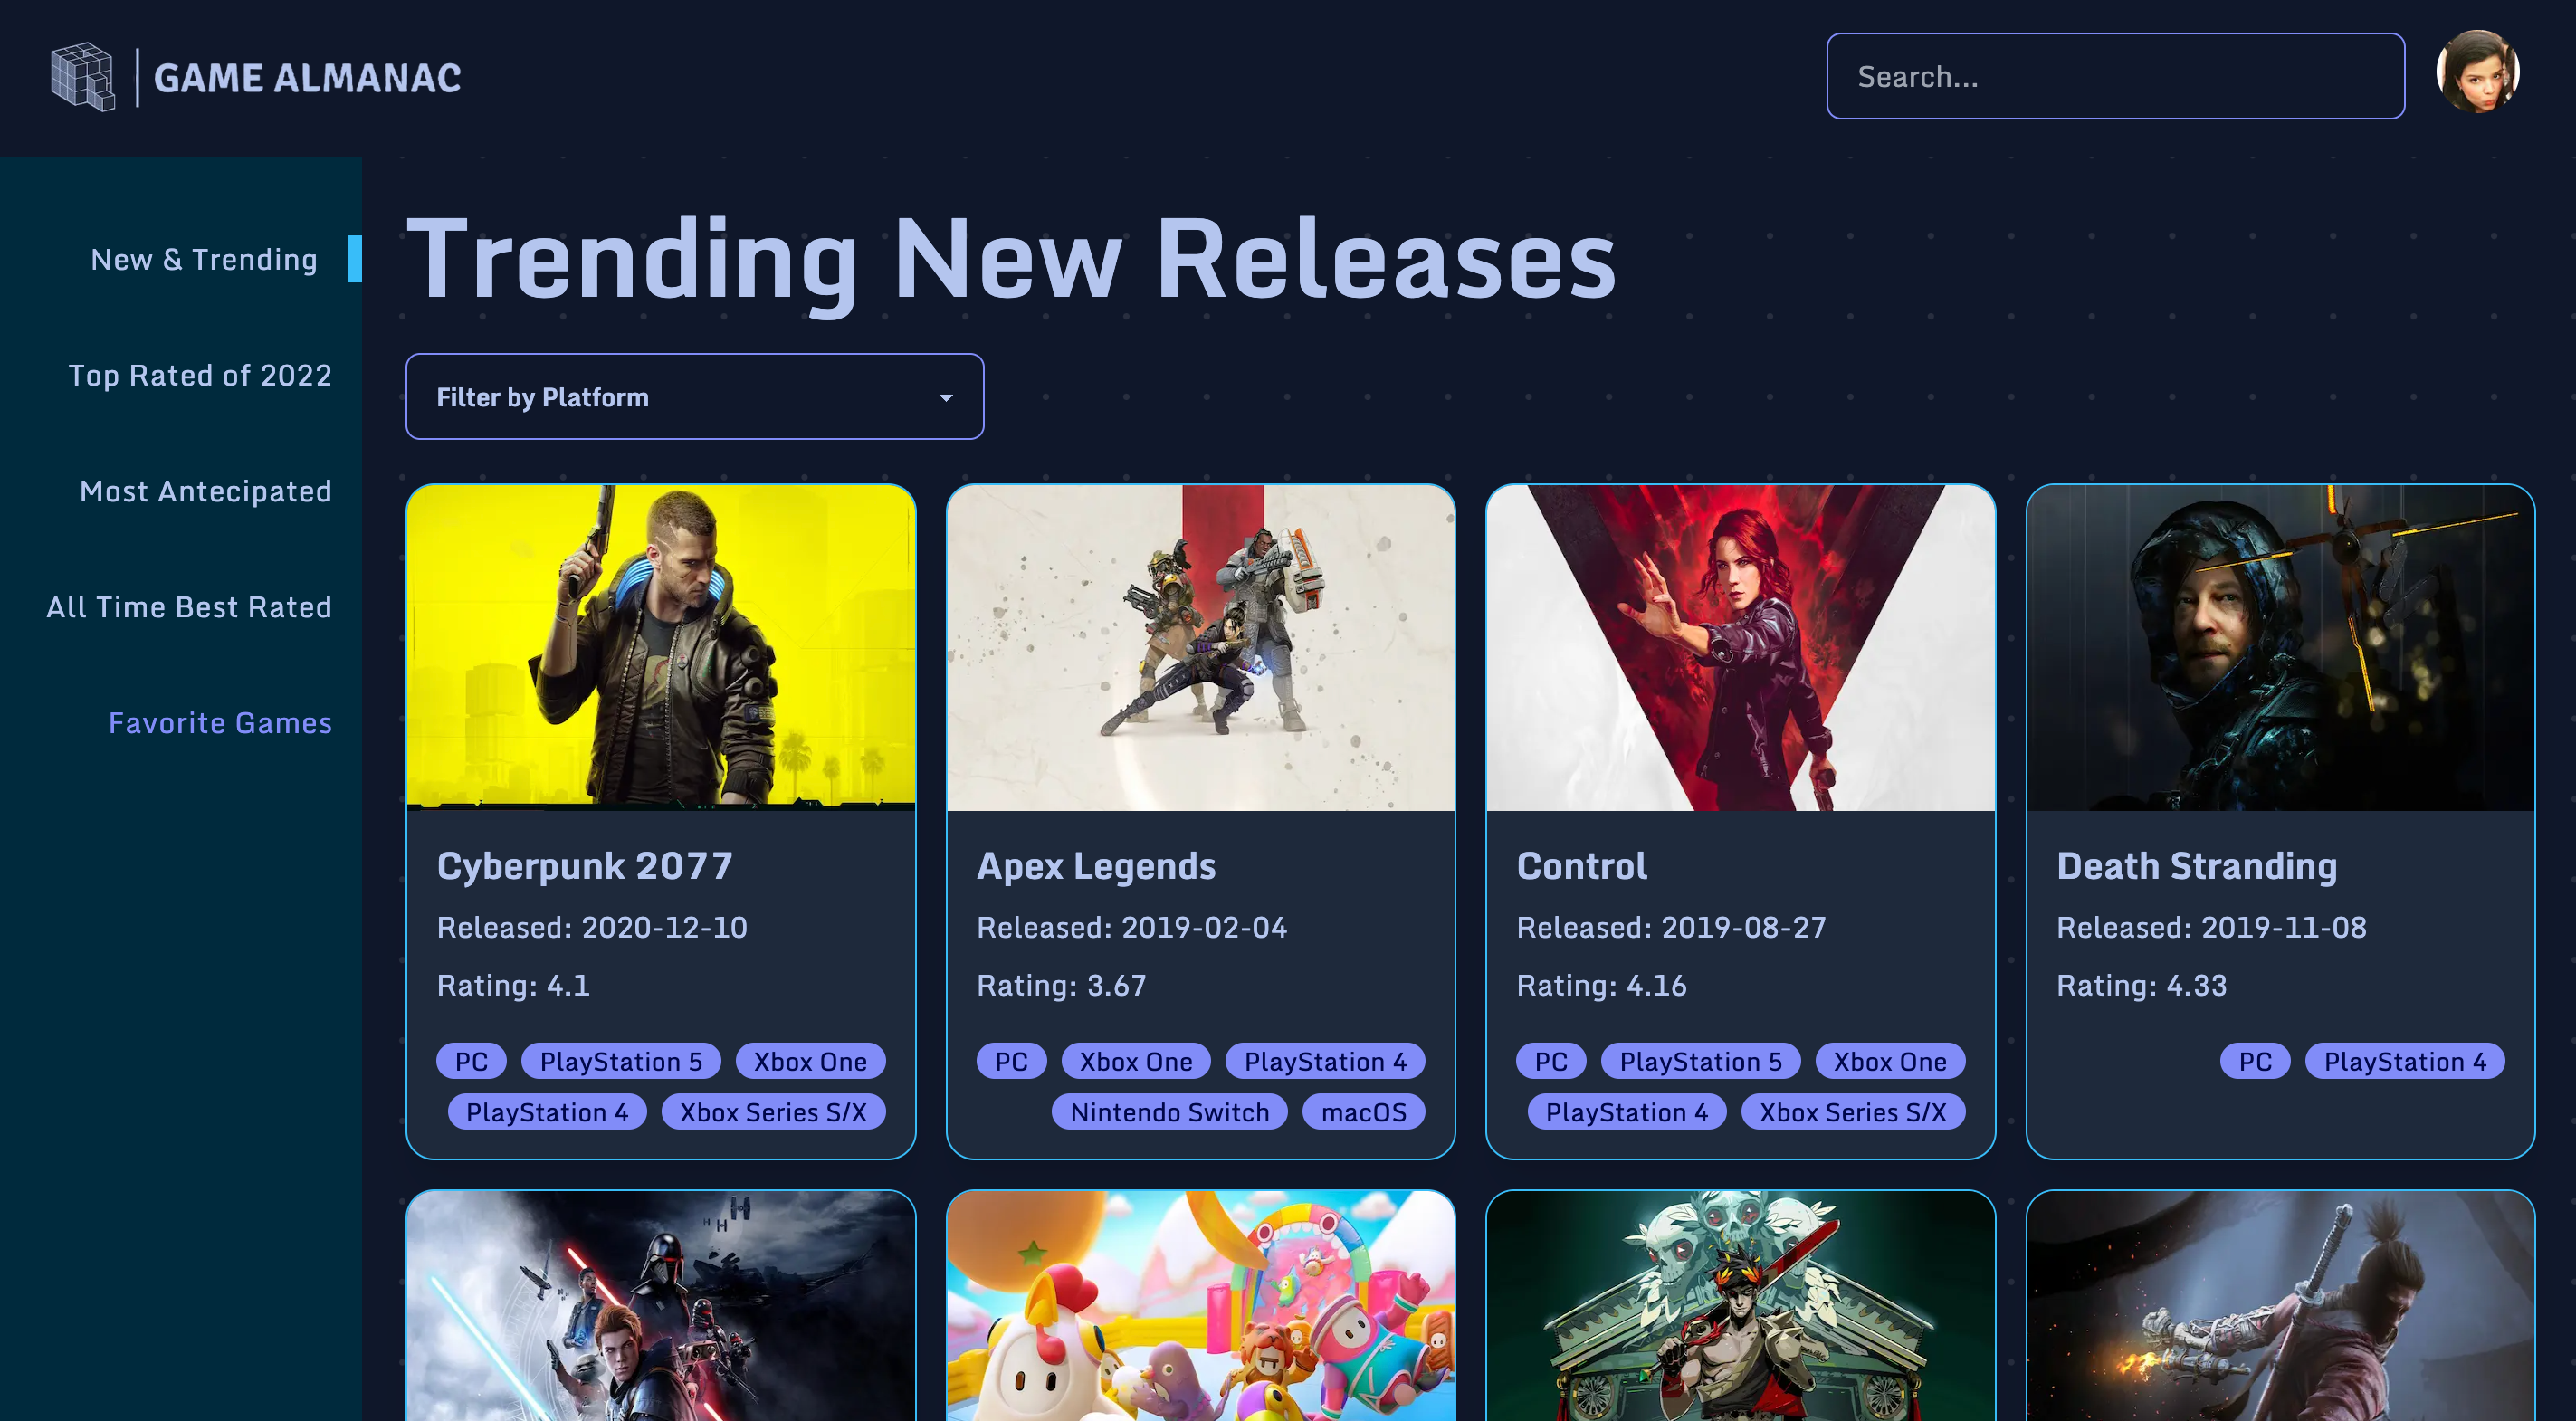 GAME ALMANAC
Search...
New & Trending
Top Rated of 2022
Most Antecipated
All Time Best Rated
Favorite Games
Trending New Releases
Filter by Platform
Cyberpunk 2077
Released: 2020-12-10
Rating: 4.1
PC PlayStation 5 Xbox One
PlayStation 4 Xbox Series S/X
Apex Legends
Released: 2019-02-04
Rating: 3.67
PC Xbox One PlayStation 4
Nintendo Switch macOS
Control
Released: 2019-08-27
Rating: 4.16
PC PlayStation 5 Xbox One
PlayStation 4 Xbox Series S/X
Death Stranding
Released: 2019-11-08
Rating: 4.33
PC PlayStation 4